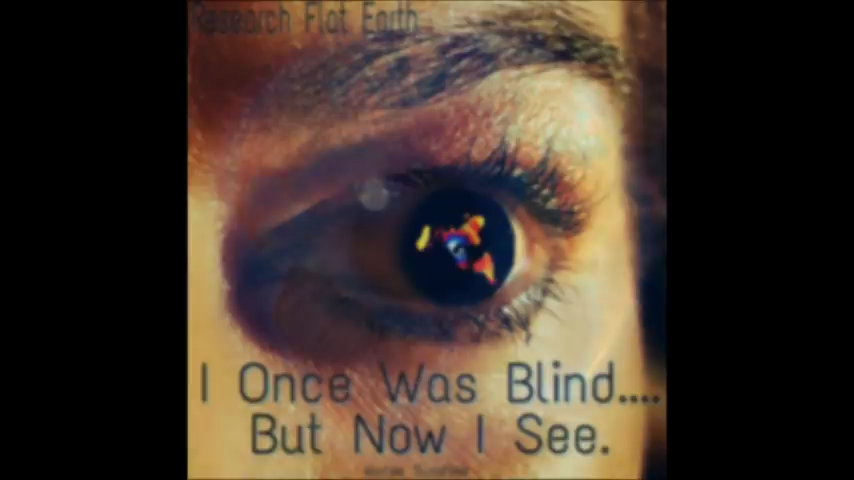 Research Flat Earth
I Once Was Blind....
But Now I See.